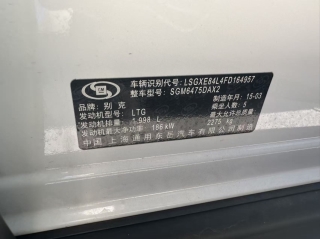 SGM
车辆识别代号: LSGXE84L4FD164957
整车型号: SGM6475DAX2
品牌: 别克 制造年月: 15-03
发动机型号: LTG 乘坐人数: 5
发动机排量: 1.998 L 最大允许总质量:
发动机最大净功率: 186 kW 2275 kg
中国上海通用东岳汽车有限公司制造